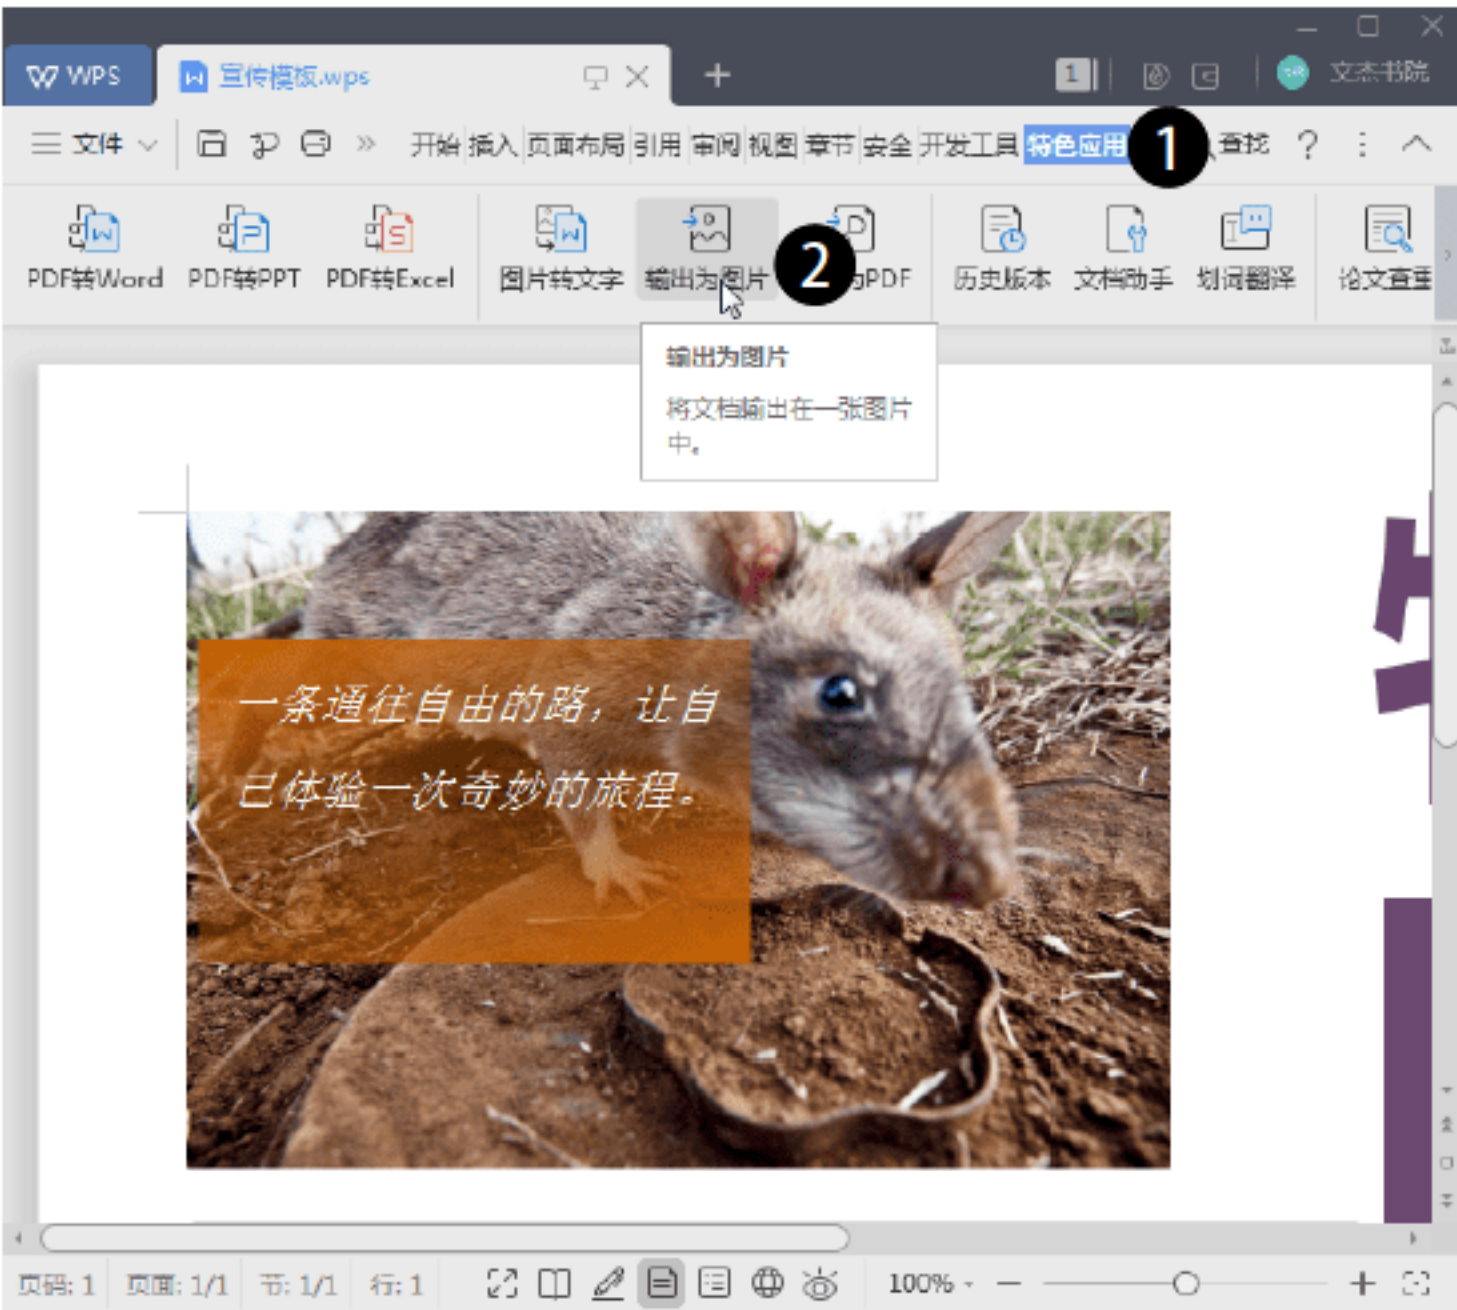 WPS
宣传模板.wps
1
文杰书院
文件
开始 插入 页面布局 引用 审阅 视图 章节 安全 开发工具 特色应用 1 查找 ?
PDF转Word PDF转PPT PDF转Excel 图片转文字 输出为图片 2 为PDF 历史版本 文档助手 划词翻译 论文查重
输出为图片
将文档输出在一张图片
中。
一条通往自由的路，让自
己体验一次奇妙的旅程。
页码: 1 页面: 1/1 节: 1/1 行: 1 100%